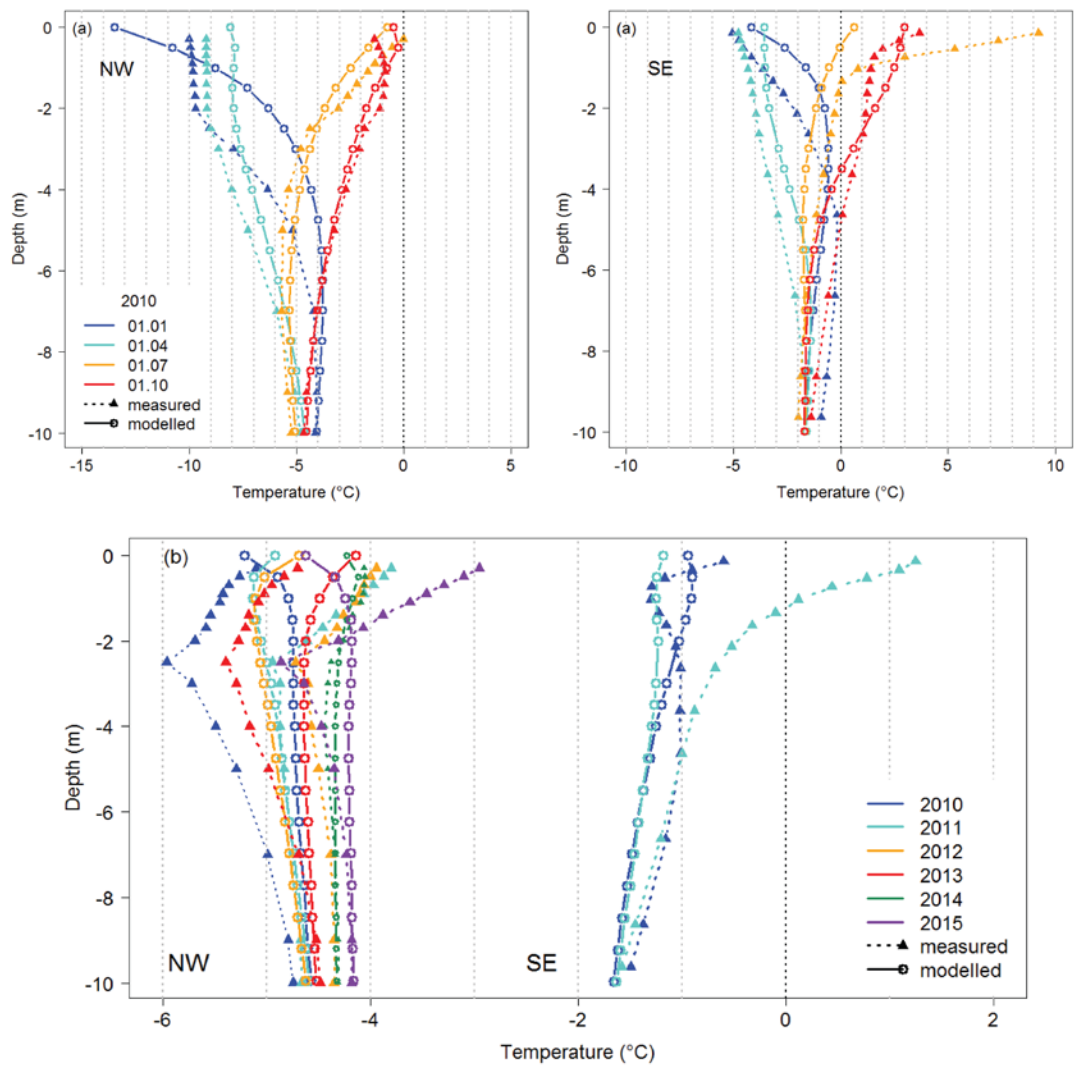 (a)
NW
0
-2
-4
-6
-8
-10
Depth (m)
2010
01.01
01.04
01.07
01.10
measured
modelled
-15 -10 -5 0 5
Temperature (°C)
(a)
SE
0
-2
-4
-6
-8
-10
Depth (m)
-10 -5 0 5 10
Temperature (°C)
(b)
0
-2
-4
-6
-8
-10
Depth (m)
NW
SE
2010
2011
2012
2013
2014
2015
measured
modelled
-6 -4 -2 0 2
Temperature (°C)